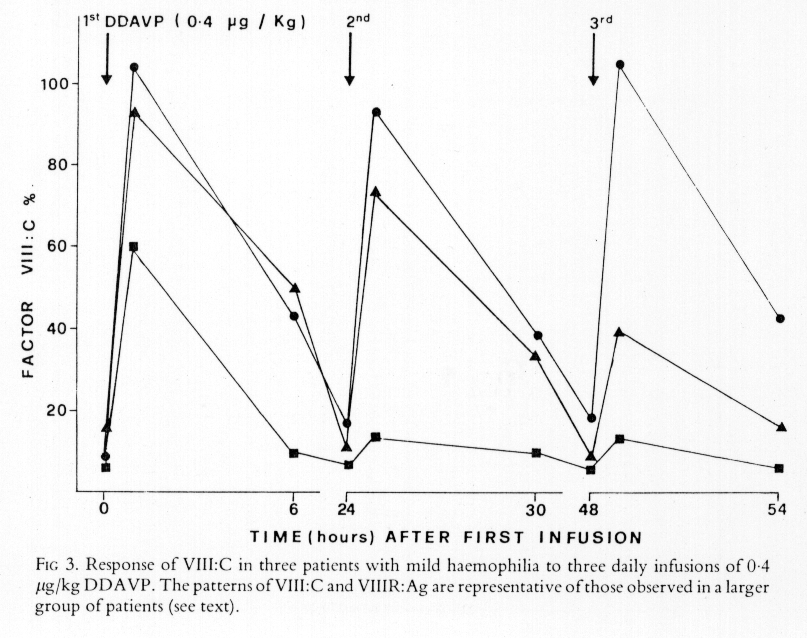 1st DDAVP ( 0·4 µg / Kg )
2nd
3rd
100
80
60
40
20
FACTOR VIII:C %
0
6
24
30
48
54
TIME (hours) AFTER FIRST INFUSION
FIG 3. Response of VIII:C in three patients with mild haemophilia to three daily infusions of 0·4
µg/kg DDAVP. The patterns of VIII:C and VIIIR:Ag are representative of those observed in a larger
group of patients (see text).